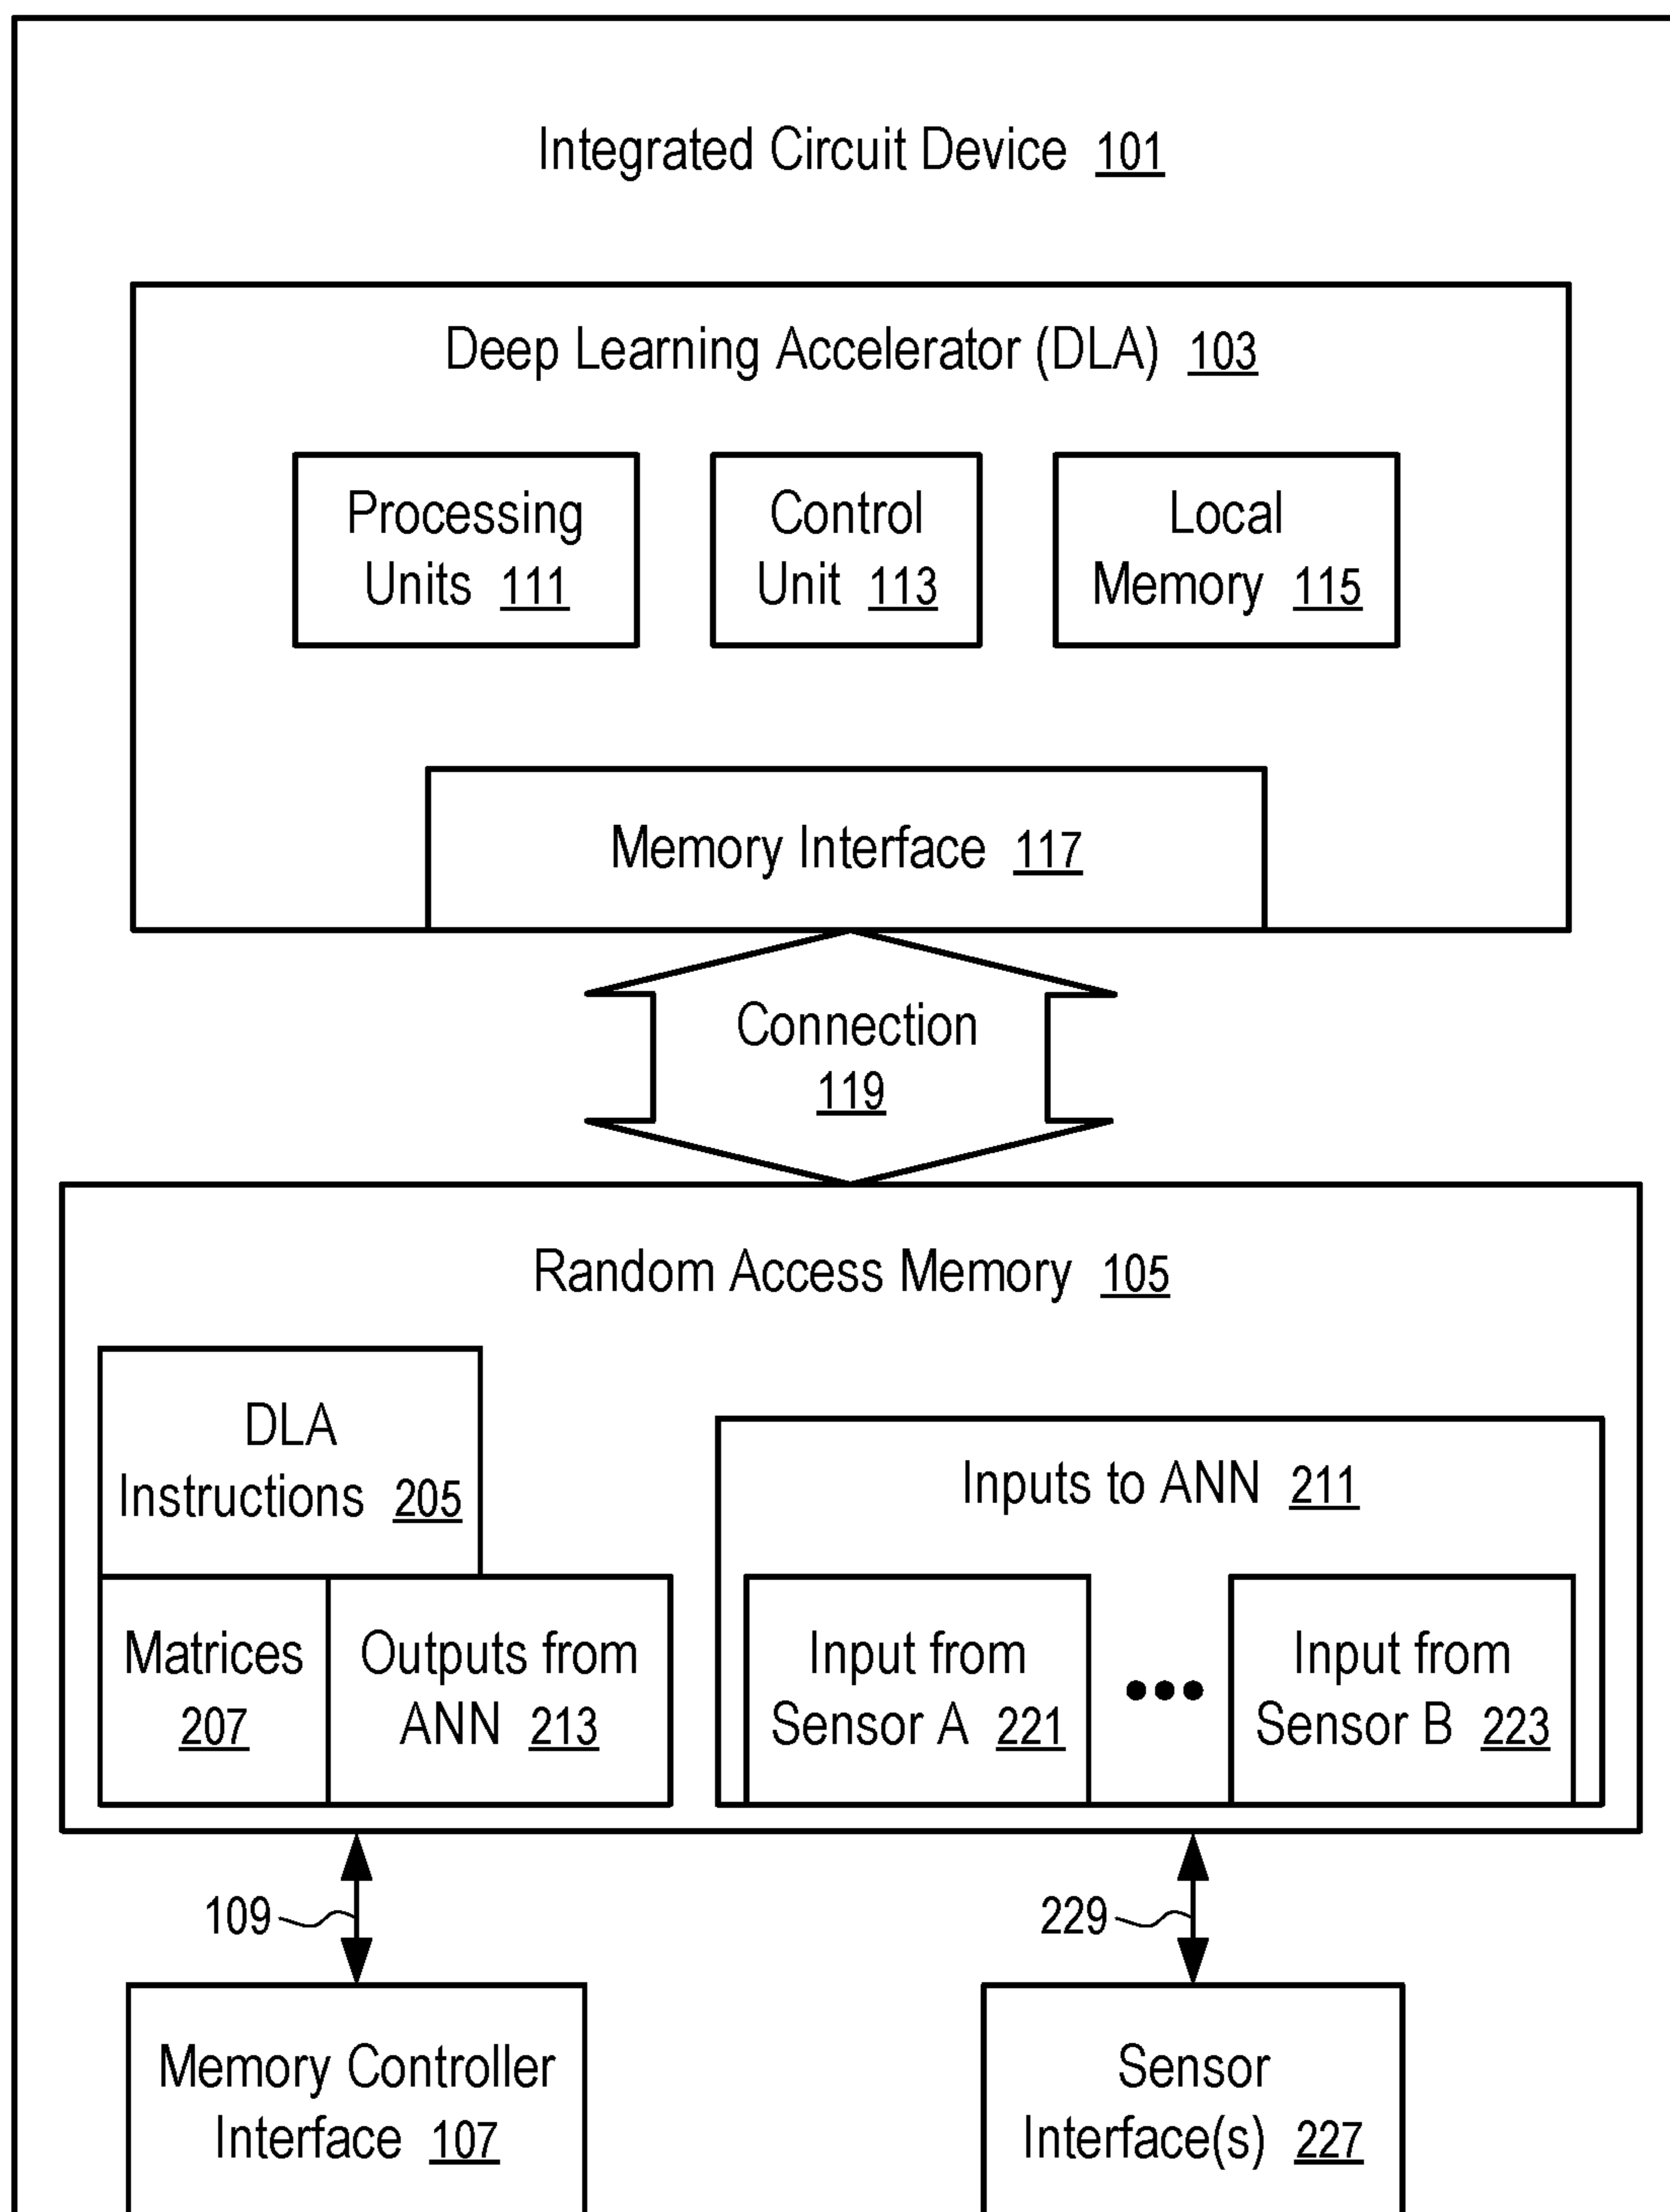 Integrated Circuit Device 101
Deep Learning Accelerator (DLA) 103
Processing
Units 111
Control
Unit 113
Local
Memory 115
Memory Interface 117
Connection
119
Random Access Memory 105
DLA
Instructions 205
Matrices
207
Outputs from
ANN 213
Inputs to ANN 211
Input from
Sensor A 221
•••
Input from
Sensor B 223
109
229
Memory Controller
Interface 107
Sensor
Interface(s) 227